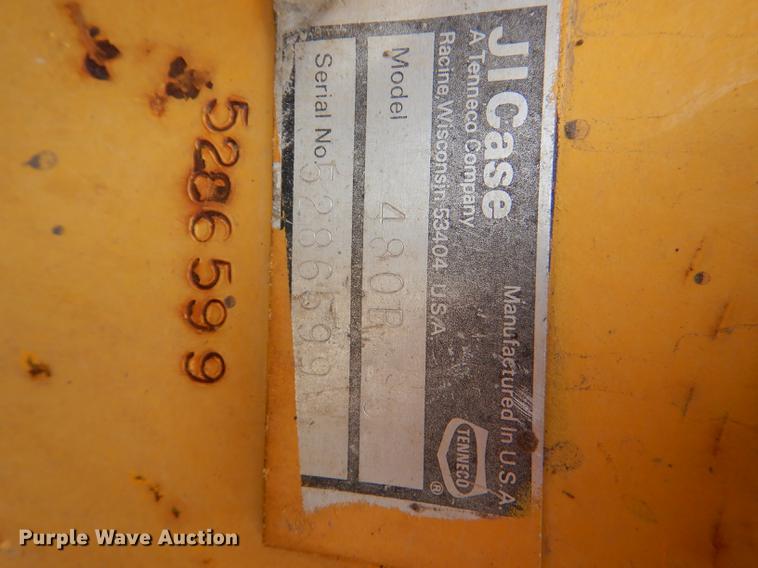 JI Case
A Tenneco Company
Racine, Wisconsin 53404 U.S.A.
Manufactured In U.S.A.
TENNECO ®
Model 480B
Serial No. 5286599
5286599
Purple Wave Auction